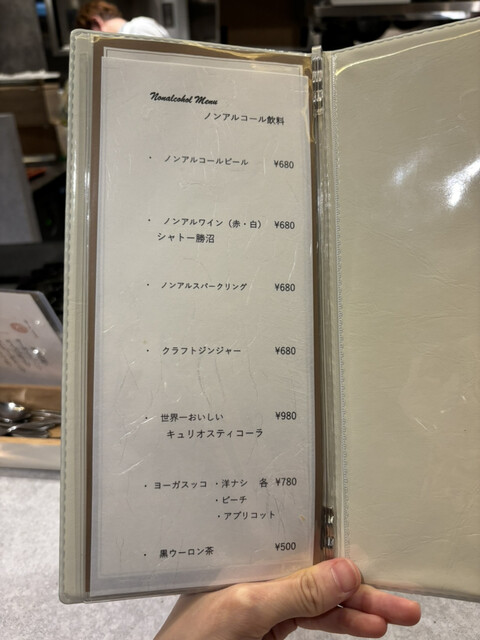 Nonalcohol Menu
ノンアルコール飲料
・ ノンアルコールビール ¥680
・ ノンアルワイン（赤・白） ¥680
シャトー勝沼
・ ノンアルスパークリング ¥680
・ クラフトジンジャー ¥680
・ 世界一おいしい ¥980
キュリオスティコーラ
・ ヨーガスッコ ・洋ナシ 各 ¥780
・ピーチ
・アプリコット
・ 黒ウーロン茶 ¥500